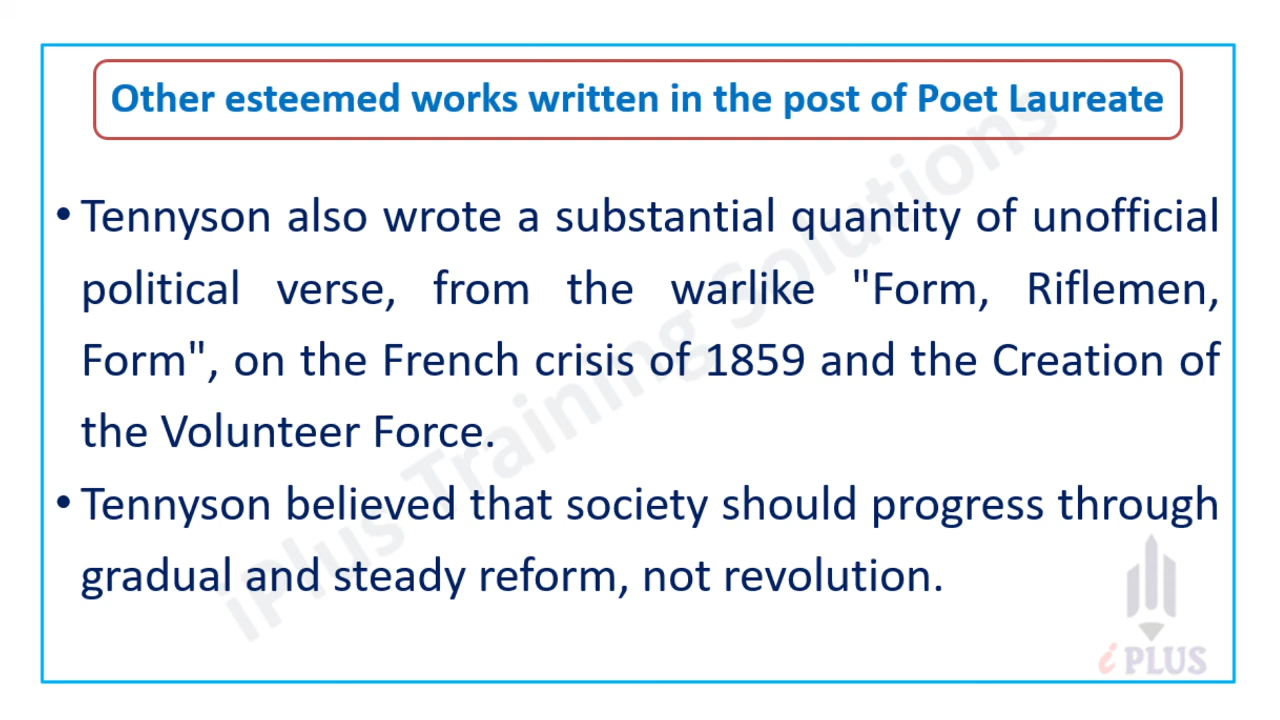 Other esteemed works written in the post of Poet Laureate
• Tennyson also wrote a substantial quantity of unofficial
political verse, from the warlike "Form, Riflemen,
Form", on the French crisis of 1859 and the Creation of
the Volunteer Force.
• Tennyson believed that society should progress through
gradual and steady reform, not revolution.
iPlus Training Solutions
i PLUS